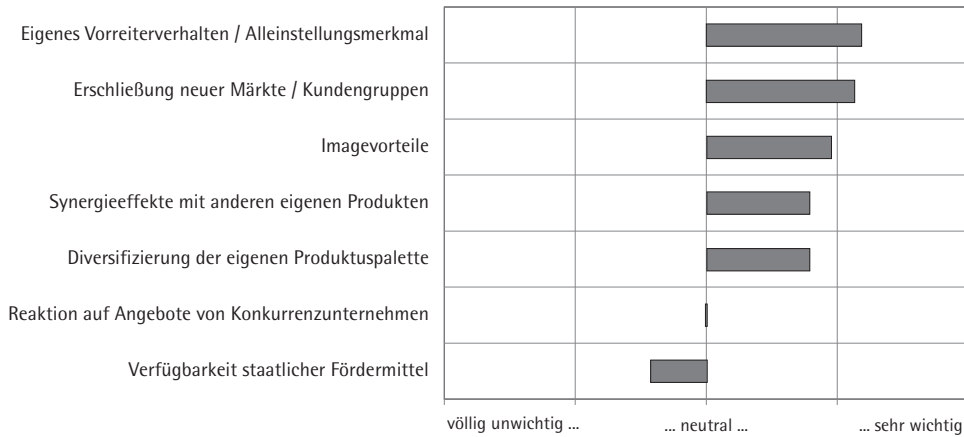 Eigenes Vorreiterverhalten / Alleinstellungsmerkmal
Erschließung neuer Märkte / Kundengruppen
Imagevorteile
Synergieeffekte mit anderen eigenen Produkten
Diversifizierung der eigenen Produktuspalette
Reaktion auf Angebote von Konkurrenzunternehmen
Verfügbarkeit staatlicher Fördermittel
völlig unwichtig ... ... neutral ... ... sehr wichtig